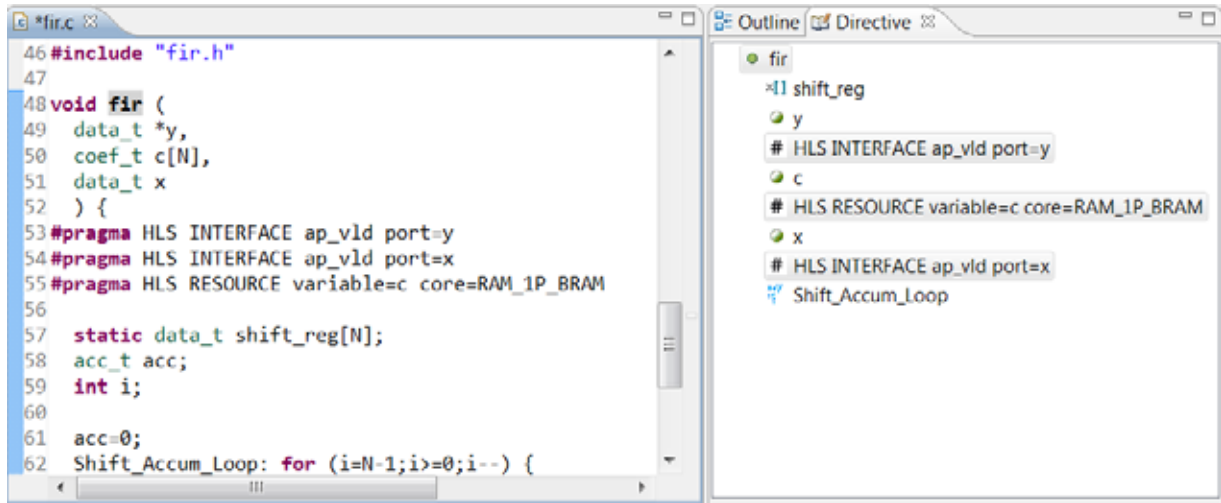 *fir.c
46 #include "fir.h"
47
48 void fir (
49 data_t *y,
50 coef_t c[N],
51 data_t x
52 ) {
53 #pragma HLS INTERFACE ap_vld port=y
54 #pragma HLS INTERFACE ap_vld port=x
55 #pragma HLS RESOURCE variable=c core=RAM_1P_BRAM
56
57 static data_t shift_reg[N];
58 acc_t acc;
59 int i;
60
61 acc=0;
62 Shift_Accum_Loop: for (i=N-1;i>=0;i--) {
Outline Directive
fir
×[] shift_reg
y
# HLS INTERFACE ap_vld port=y
c
# HLS RESOURCE variable=c core=RAM_1P_BRAM
x
# HLS INTERFACE ap_vld port=x
Shift_Accum_Loop